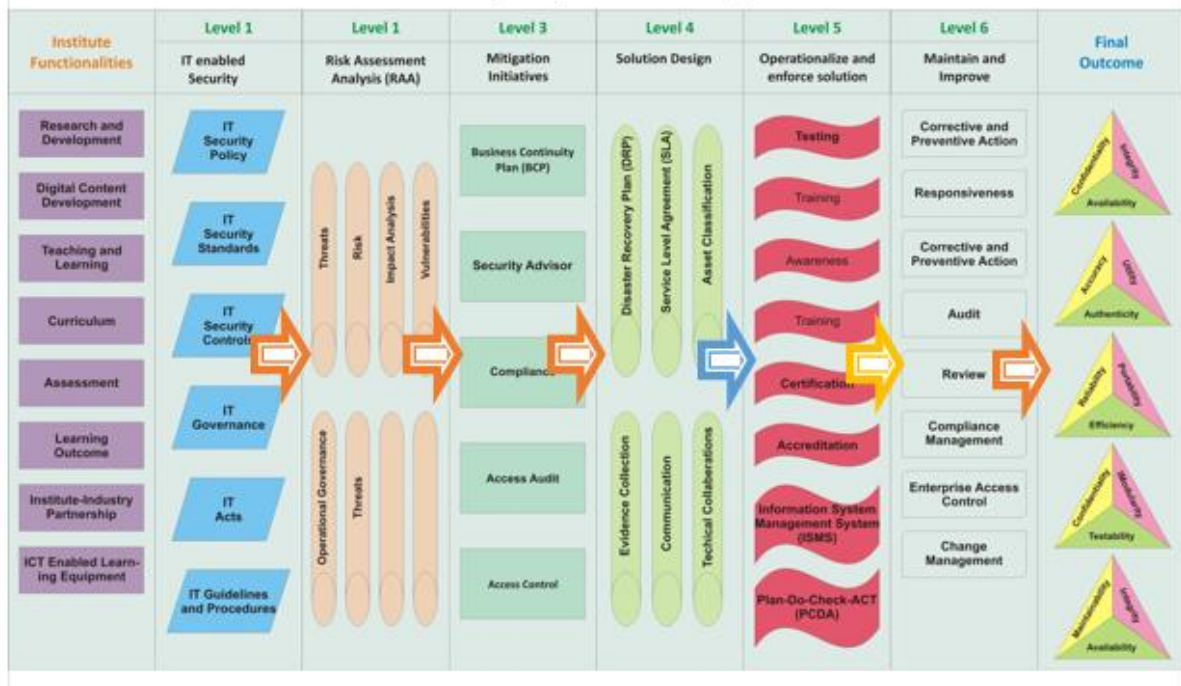 Institute
Functionalities
Research and
Development
Digital Content
Development
Teaching and
Learning
Curriculum
Assessment
Learning
Outcome
Institute-Industry
Partnership
ICT Enabled Learn-
ing Equipment
Level 1
IT enabled
Security
IT
Security
Policy
IT
Security
Standards
IT
Security
Controls
IT
Governance
IT
Acts
IT Guidelines
and Procedures
Level 1
Risk Assessment
Analysis (RAA)
Threats
Risk
Impact Analysis
Vulnerabilities
Operational Governance
Threats
Level 3
Mitigation
Initiatives
Business Continuity
Plan (BCP)
Security Advisor
Compliance
Access Audit
Access Control
Level 4
Solution Design
Disaster Recovery Plan (DRP)
Service Level Agreement (SLA)
Asset Classification
Evidence Collection
Communication
Techical Collaberations
Level 5
Operationalize and
enforce solution
Testing
Training
Awareness
Training
Certification
Accreditation
Information System
Management System
(ISMS)
Plan-Do-Check-ACT
(PCDA)
Level 6
Maintain and
Improve
Corrective and
Preventive Action
Responsiveness
Corrective and
Preventive Action
Audit
Review
Compliance
Management
Enterprise Access
Control
Change
Management
Final
Outcome
Confidentiality
Integrity
Availability
Accuracy
Utility
Authenticity
Reliability
Portability
Efficiency
Confidentiality
Modularity
Testability
Maintainability
Integrity
Availability